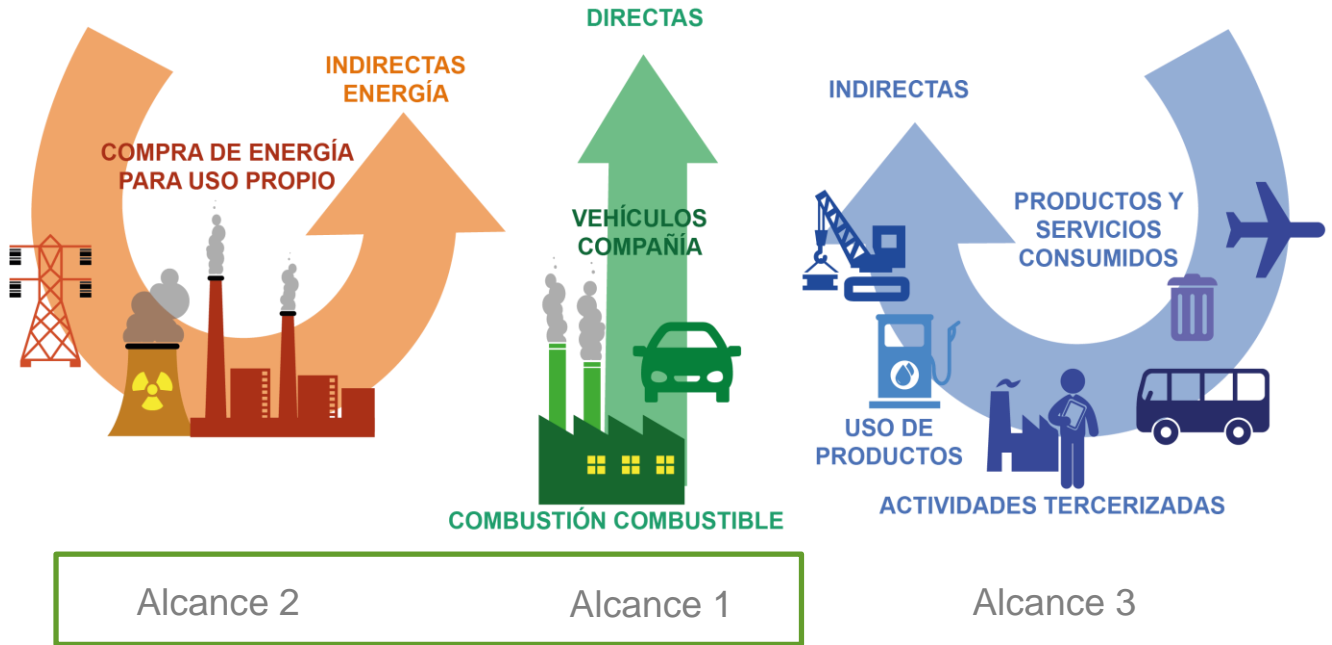 INDIRECTAS
ENERGÍA
COMPRA DE ENERGÍA
PARA USO PROPIO
DIRECTAS
VEHÍCULOS
COMPAÑÍA
COMBUSTIÓN COMBUSTIBLE
INDIRECTAS
PRODUCTOS Y
SERVICIOS
CONSUMIDOS
USO DE
PRODUCTOS
ACTIVIDADES TERCERIZADAS
Alcance 2
Alcance 1
Alcance 3